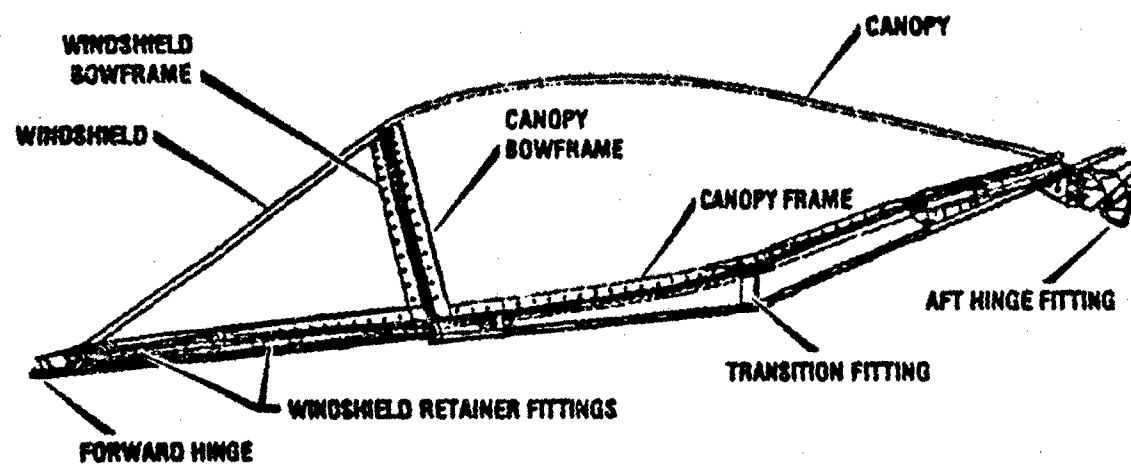 CANOPY
WINDSHIELD
BOWFRAME
WINDSHIELD
CANOPY
BOWFRAME
CANOPY FRAME
AFT HINGE FITTING
TRANSITION FITTING
WINDSHIELD RETAINER FITTINGS
FORWARD HINGE